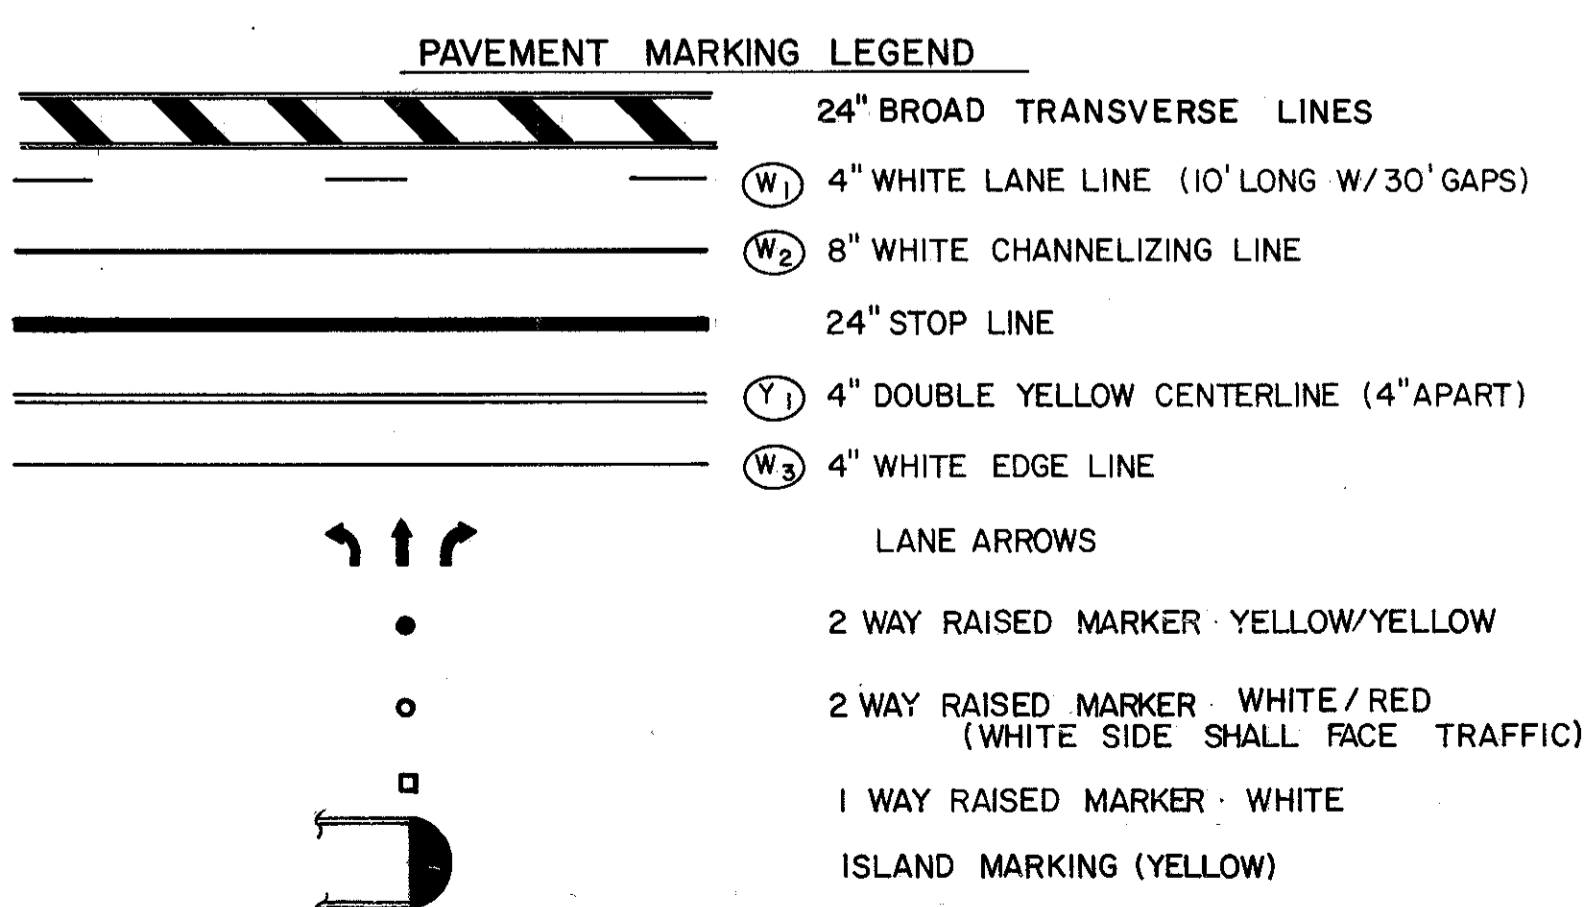 PAVEMENT MARKING LEGEND
24" BROAD TRANSVERSE LINES
W1 4" WHITE LANE LINE (10' LONG W/30' GAPS)
W2 8" WHITE CHANNELIZING LINE
24" STOP LINE
Y1 4" DOUBLE YELLOW CENTERLINE (4" APART)
W3 4" WHITE EDGE LINE
LANE ARROWS
2 WAY RAISED MARKER YELLOW/YELLOW
2 WAY RAISED MARKER WHITE/RED
(WHITE SIDE SHALL FACE TRAFFIC)
1 WAY RAISED MARKER WHITE
ISLAND MARKING (YELLOW)